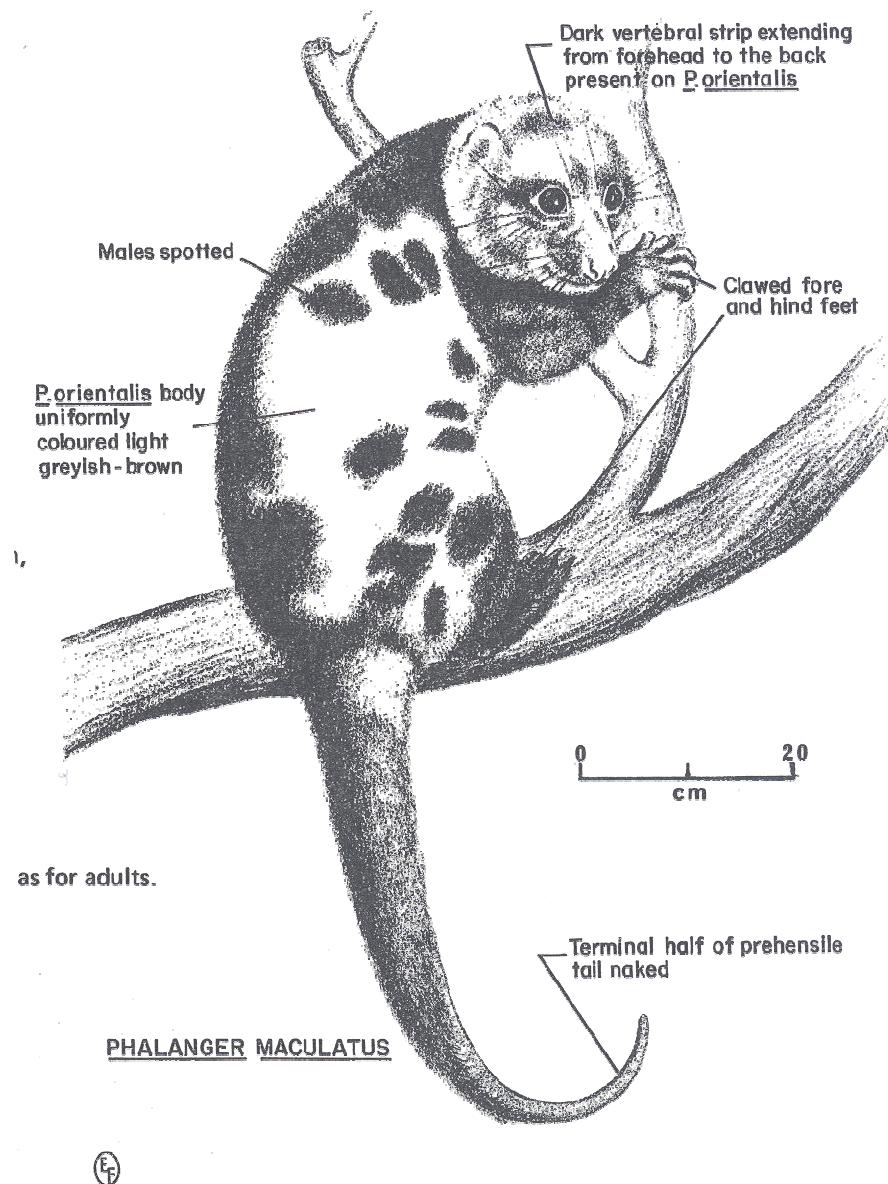 Dark vertebral strip extending
from forehead to the back
present on P. orientalis
Males spotted
Clawed fore
and hind feet
P. orientalis body
uniformly
coloured light
greyish-brown
0 20
cm
as for adults.
Terminal half of prehensile
tail naked
PHALANGER MACULATUS
EF